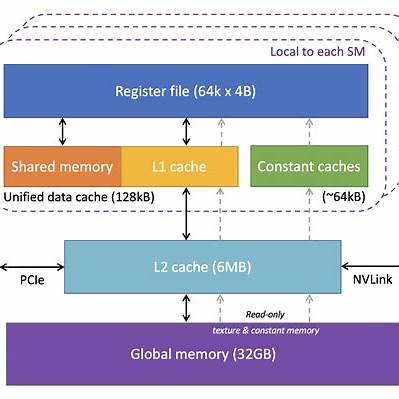 Local to each SM
Register file (64k x 4B)
Shared memory
L1 cache
Constant caches
Unified data cache (128kB)
(~64kB)
L2 cache (6MB)
PCIe
NVLink
Read-only
texture & constant memory
Global memory (32GB)